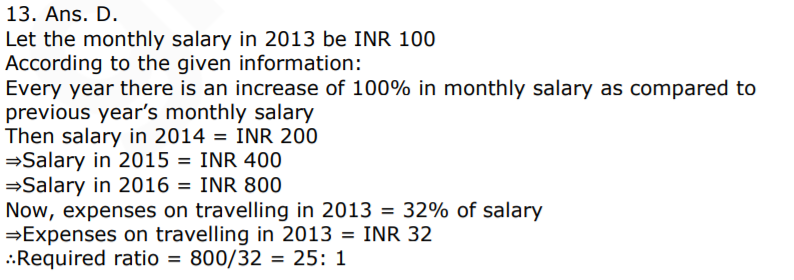 13. Ans. D.
Let the monthly salary in 2013 be INR 100
According to the given information:
Every year there is an increase of 100% in monthly salary as compared to
previous year’s monthly salary
Then salary in 2014 = INR 200
⇒Salary in 2015 = INR 400
⇒Salary in 2016 = INR 800
Now, expenses on travelling in 2013 = 32% of salary
⇒Expenses on travelling in 2013 = INR 32
∴Required ratio = 800/32 = 25: 1